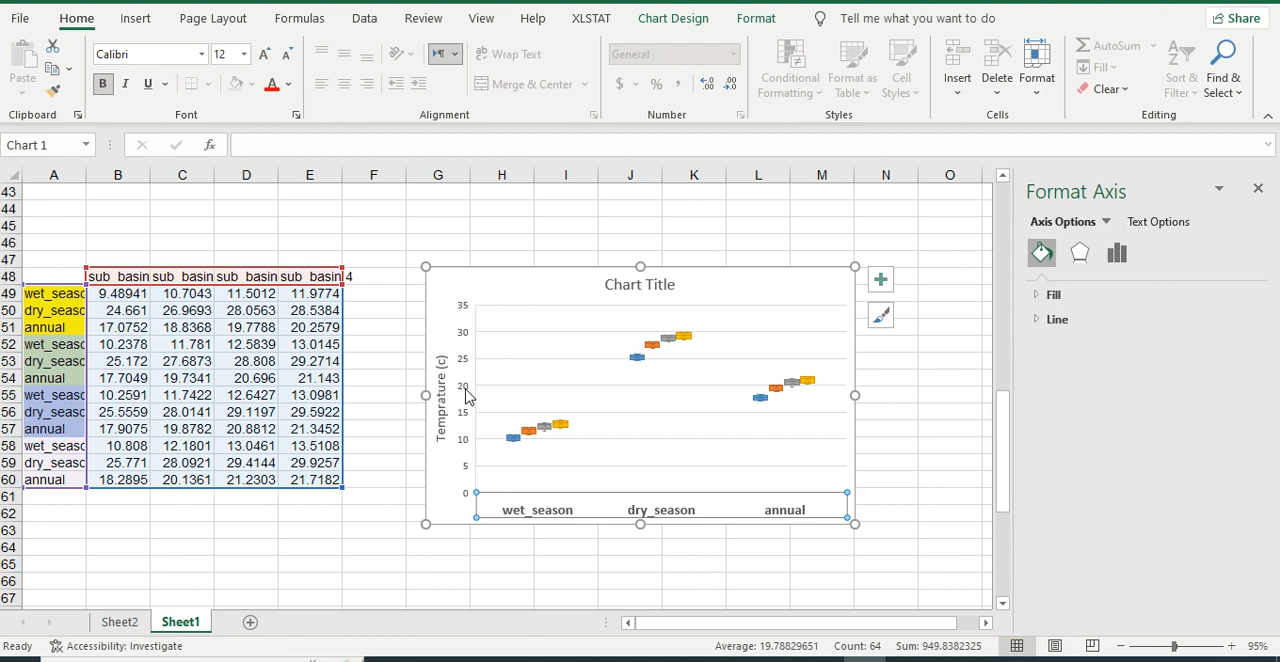 File Home Insert Page Layout Formulas Data Review View Help XLSTAT Chart Design Format Tell me what you want to do Share
Calibri 12 General Wrap Text AutoSum
Paste B I U Merge & Center $ % Conditional Formatting Format as Table Cell Styles Insert Delete Format Fill Clear Sort & Filter Find & Select
Clipboard Font Alignment Number Styles Cells Editing
Chart 1 fx
A B C D E F G H I J K L M N O
43
44
45
46
47
48 sub_basin sub_basin sub_basin sub_basin 4
49 wet_seasc 9.48941 10.7043 11.5012 11.9774
50 dry_seasc 24.661 26.9693 28.0563 28.5384
51 annual 17.0752 18.8368 19.7788 20.2579
52 wet_seasc 10.2378 11.781 12.5839 13.0145
53 dry_seasc 25.172 27.6873 28.808 29.2714
54 annual 17.7049 19.7341 20.696 21.143
55 wet_seasc 10.2591 11.7422 12.6427 13.0981
56 dry_seasc 25.5559 28.0141 29.1197 29.5922
57 annual 17.9075 19.8782 20.8812 21.3452
58 wet_seasc 10.808 12.1801 13.0461 13.5108
59 dry_seasc 25.771 28.0921 29.4144 29.9257
60 annual 18.2895 20.1361 21.2303 21.7182
61
62
63
64
65
66
67
Chart Title
Temprature (c)
35
30
25
20
15
10
5
0
wet_season dry_season annual
Format Axis
Axis Options Text Options
Fill
Line
Sheet2 Sheet1
Ready Accessibility: Investigate Average: 19.78829651 Count: 64 Sum: 949.8382325 95%